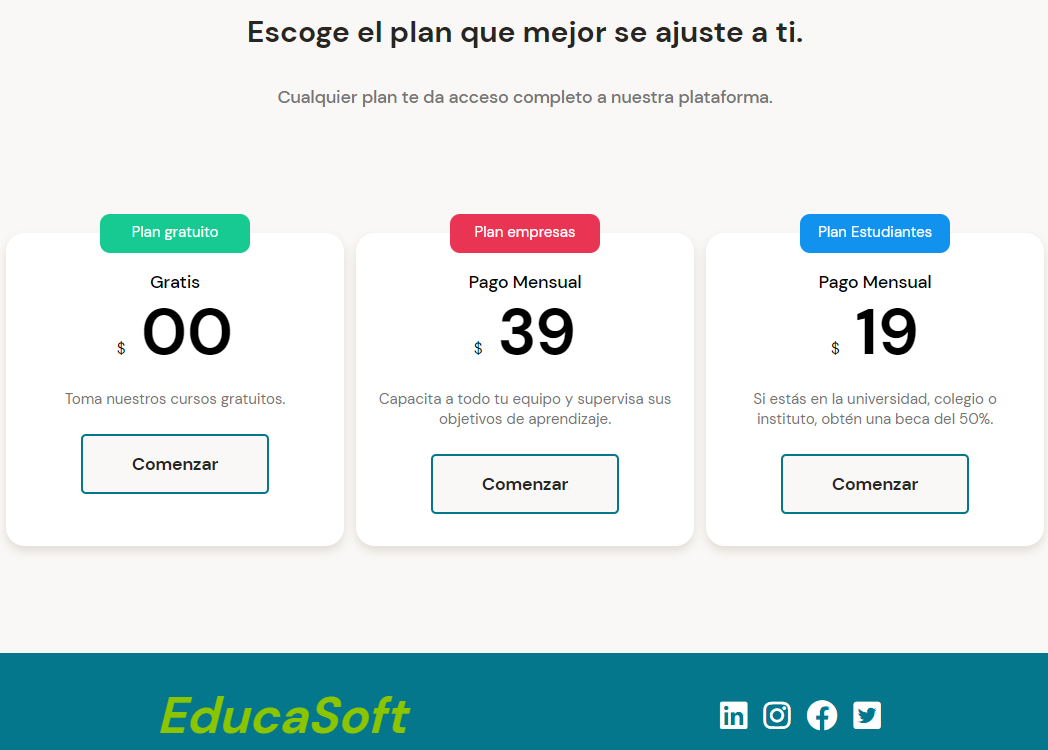 Escoge el plan que mejor se ajuste a ti.
Cualquier plan te da acceso completo a nuestra plataforma.
Plan gratuito
Gratis
$ 00
Toma nuestros cursos gratuitos.
Comenzar
Plan empresas
Pago Mensual
$ 39
Capacita a todo tu equipo y supervisa sus
objetivos de aprendizaje.
Comenzar
Plan Estudiantes
Pago Mensual
$ 19
Si estás en la universidad, colegio o
instituto, obtén una beca del 50%.
Comenzar
EducaSoft